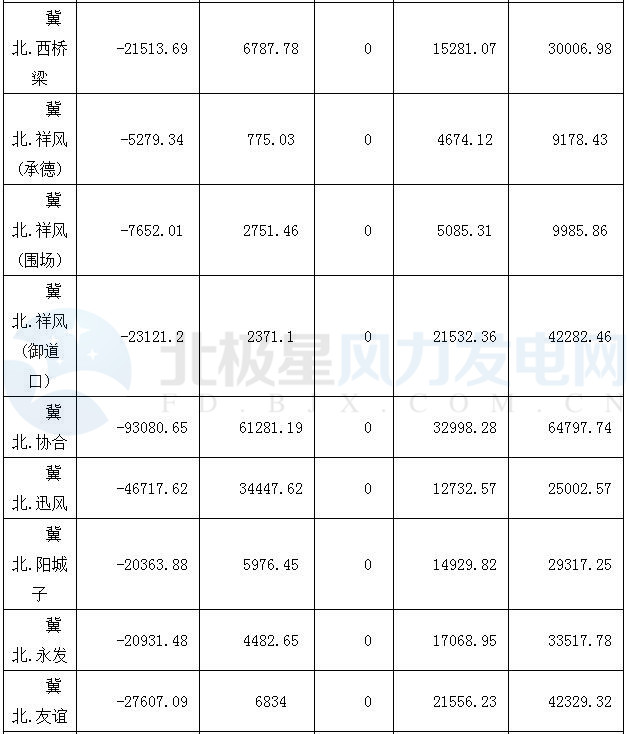 冀
北.西桥
梁
-21513.69 6787.78 0 15281.07 30006.98
冀
北.祥风
(承德)
-5279.34 775.03 0 4674.12 9178.43
冀
北.祥风
(围场)
-7652.01 2751.46 0 5085.31 9985.86
冀
北.祥风
(御道
口)
-23121.2 2371.1 0 21532.36 42282.46
北极星风力发电网
FD.BJX.COM.CN
冀
北.协合
-93080.65 61281.19 0 32998.28 64797.74
冀
北.迅风
-46717.62 34447.62 0 12732.57 25002.57
冀
北.阳城
子
-20363.88 5976.45 0 14929.82 29317.25
冀
北.永发
-20931.48 4482.65 0 17068.95 33517.78
冀
北.友谊
-27607.09 6834 0 21556.23 42329.32